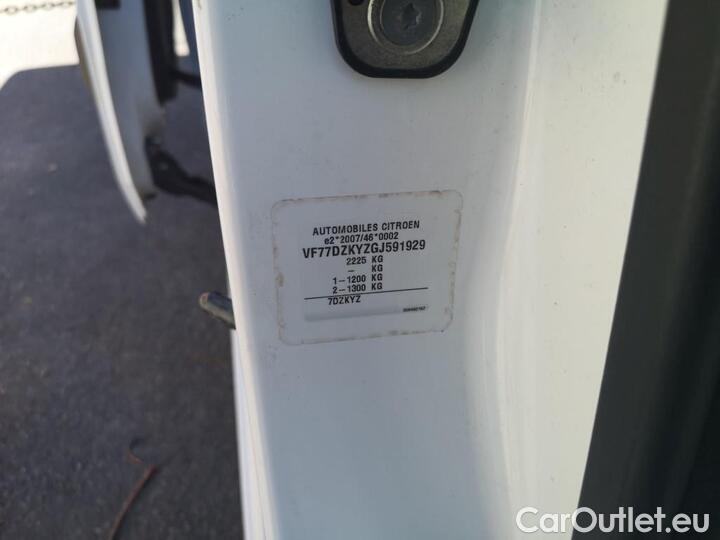 AUTOMOBILES CITROEN
e2*2007/46*0002
VF77DZKYZGJ591929
2225 KG
– KG
1–1200 KG
2–1300 KG
7DZKYZ
CarOutlet.eu